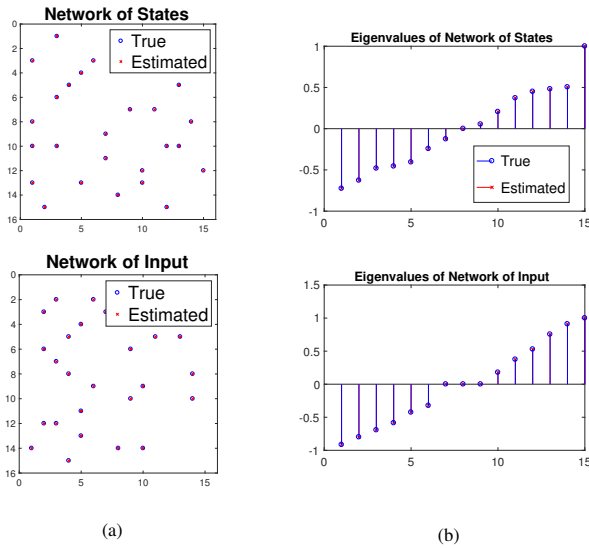 Network of States
0
2
4
6
8
10
12
14
16
0 5 10 15
True
Estimated
Eigenvalues of Network of States
1
0.5
0
-0.5
-1
0 5 10 15
True
Estimated
Network of Input
0
2
4
6
8
10
12
14
16
0 5 10 15
True
Estimated
Eigenvalues of Network of Input
1.5
1
0.5
0
-0.5
-1
0 5 10 15
(a)
(b)